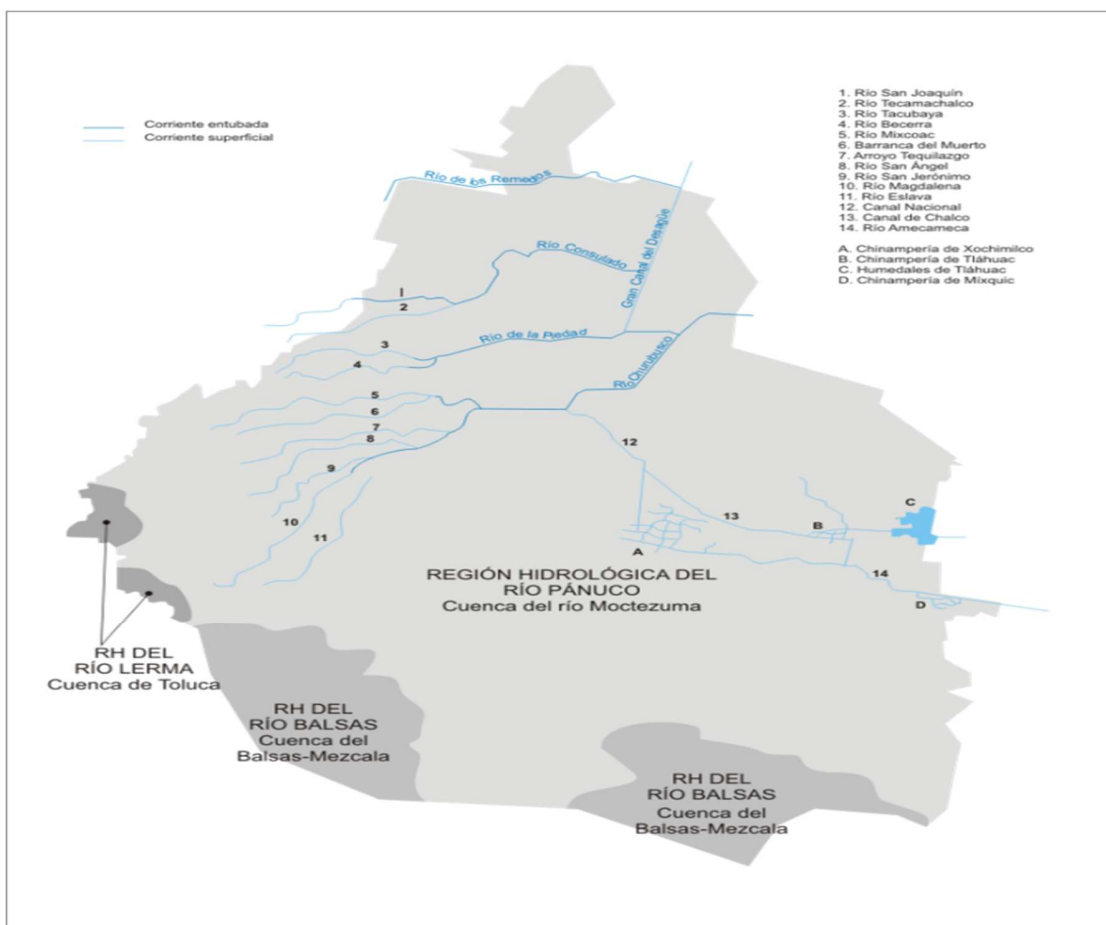 Corriente entubada
Corriente superficial
1. Río San Joaquín
2. Río Tecamachalco
3. Río Tacubaya
4. Río Becerra
5. Río Mixcoac
6. Barranca del Muerto
7. Arroyo Tequilazgo
8. Río San Ángel
9. Río San Jerónimo
10. Río Magdalena
11. Río Eslava
12. Canal Nacional
13. Canal de Chalco
14. Río Amecameca
A. Chinampería de Xochimilco
B. Chinampería de Tláhuac
C. Humedales de Tláhuac
D. Chinampería de Míxquic
Río de los Remedos
Río Consulado
Gran Canal del Desagüe
Río de la Piedad
Río Churubusco
1
2
3
4
5
6
7
8
9
10
11
12
13
14
A
B
C
D
REGIÓN HIDROLÓGICA DEL
RÍO PÁNUCO
Cuenca del río Moctezuma
RH DEL
RÍO LERMA
Cuenca de Toluca
RH DEL
RÍO BALSAS
Cuenca del
Balsas-Mezcala
RH DEL
RÍO BALSAS
Cuenca del
Balsas-Mezcala